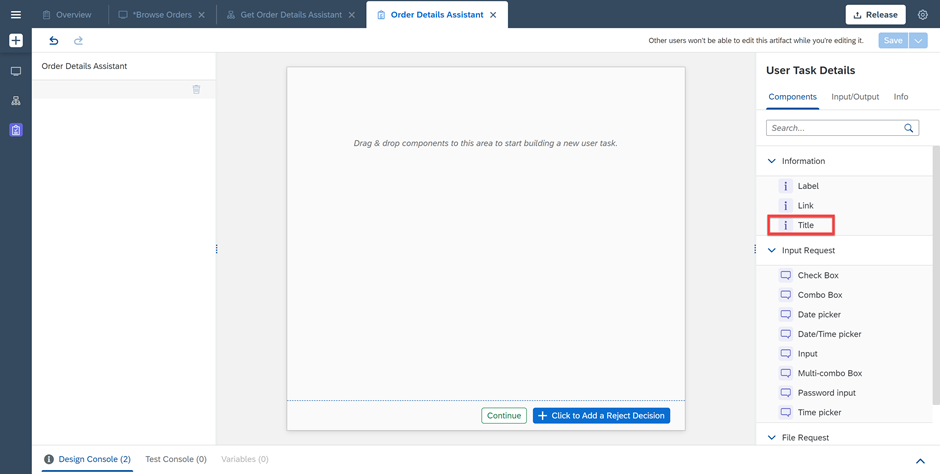 Overview
*Browse Orders
Get Order Details Assistant
Order Details Assistant
Release
Other users won't be able to edit this artifact while you're editing it.
Save
Order Details Assistant
Drag & drop components to this area to start building a new user task.
Continue
Click to Add a Reject Decision
User Task Details
Components Input/Output Info
Search...
Information
Label
Link
Title
Input Request
Check Box
Combo Box
Date picker
Date/Time picker
Input
Multi-combo Box
Password input
Time picker
File Request
Design Console (2) Test Console (0) Variables (0)